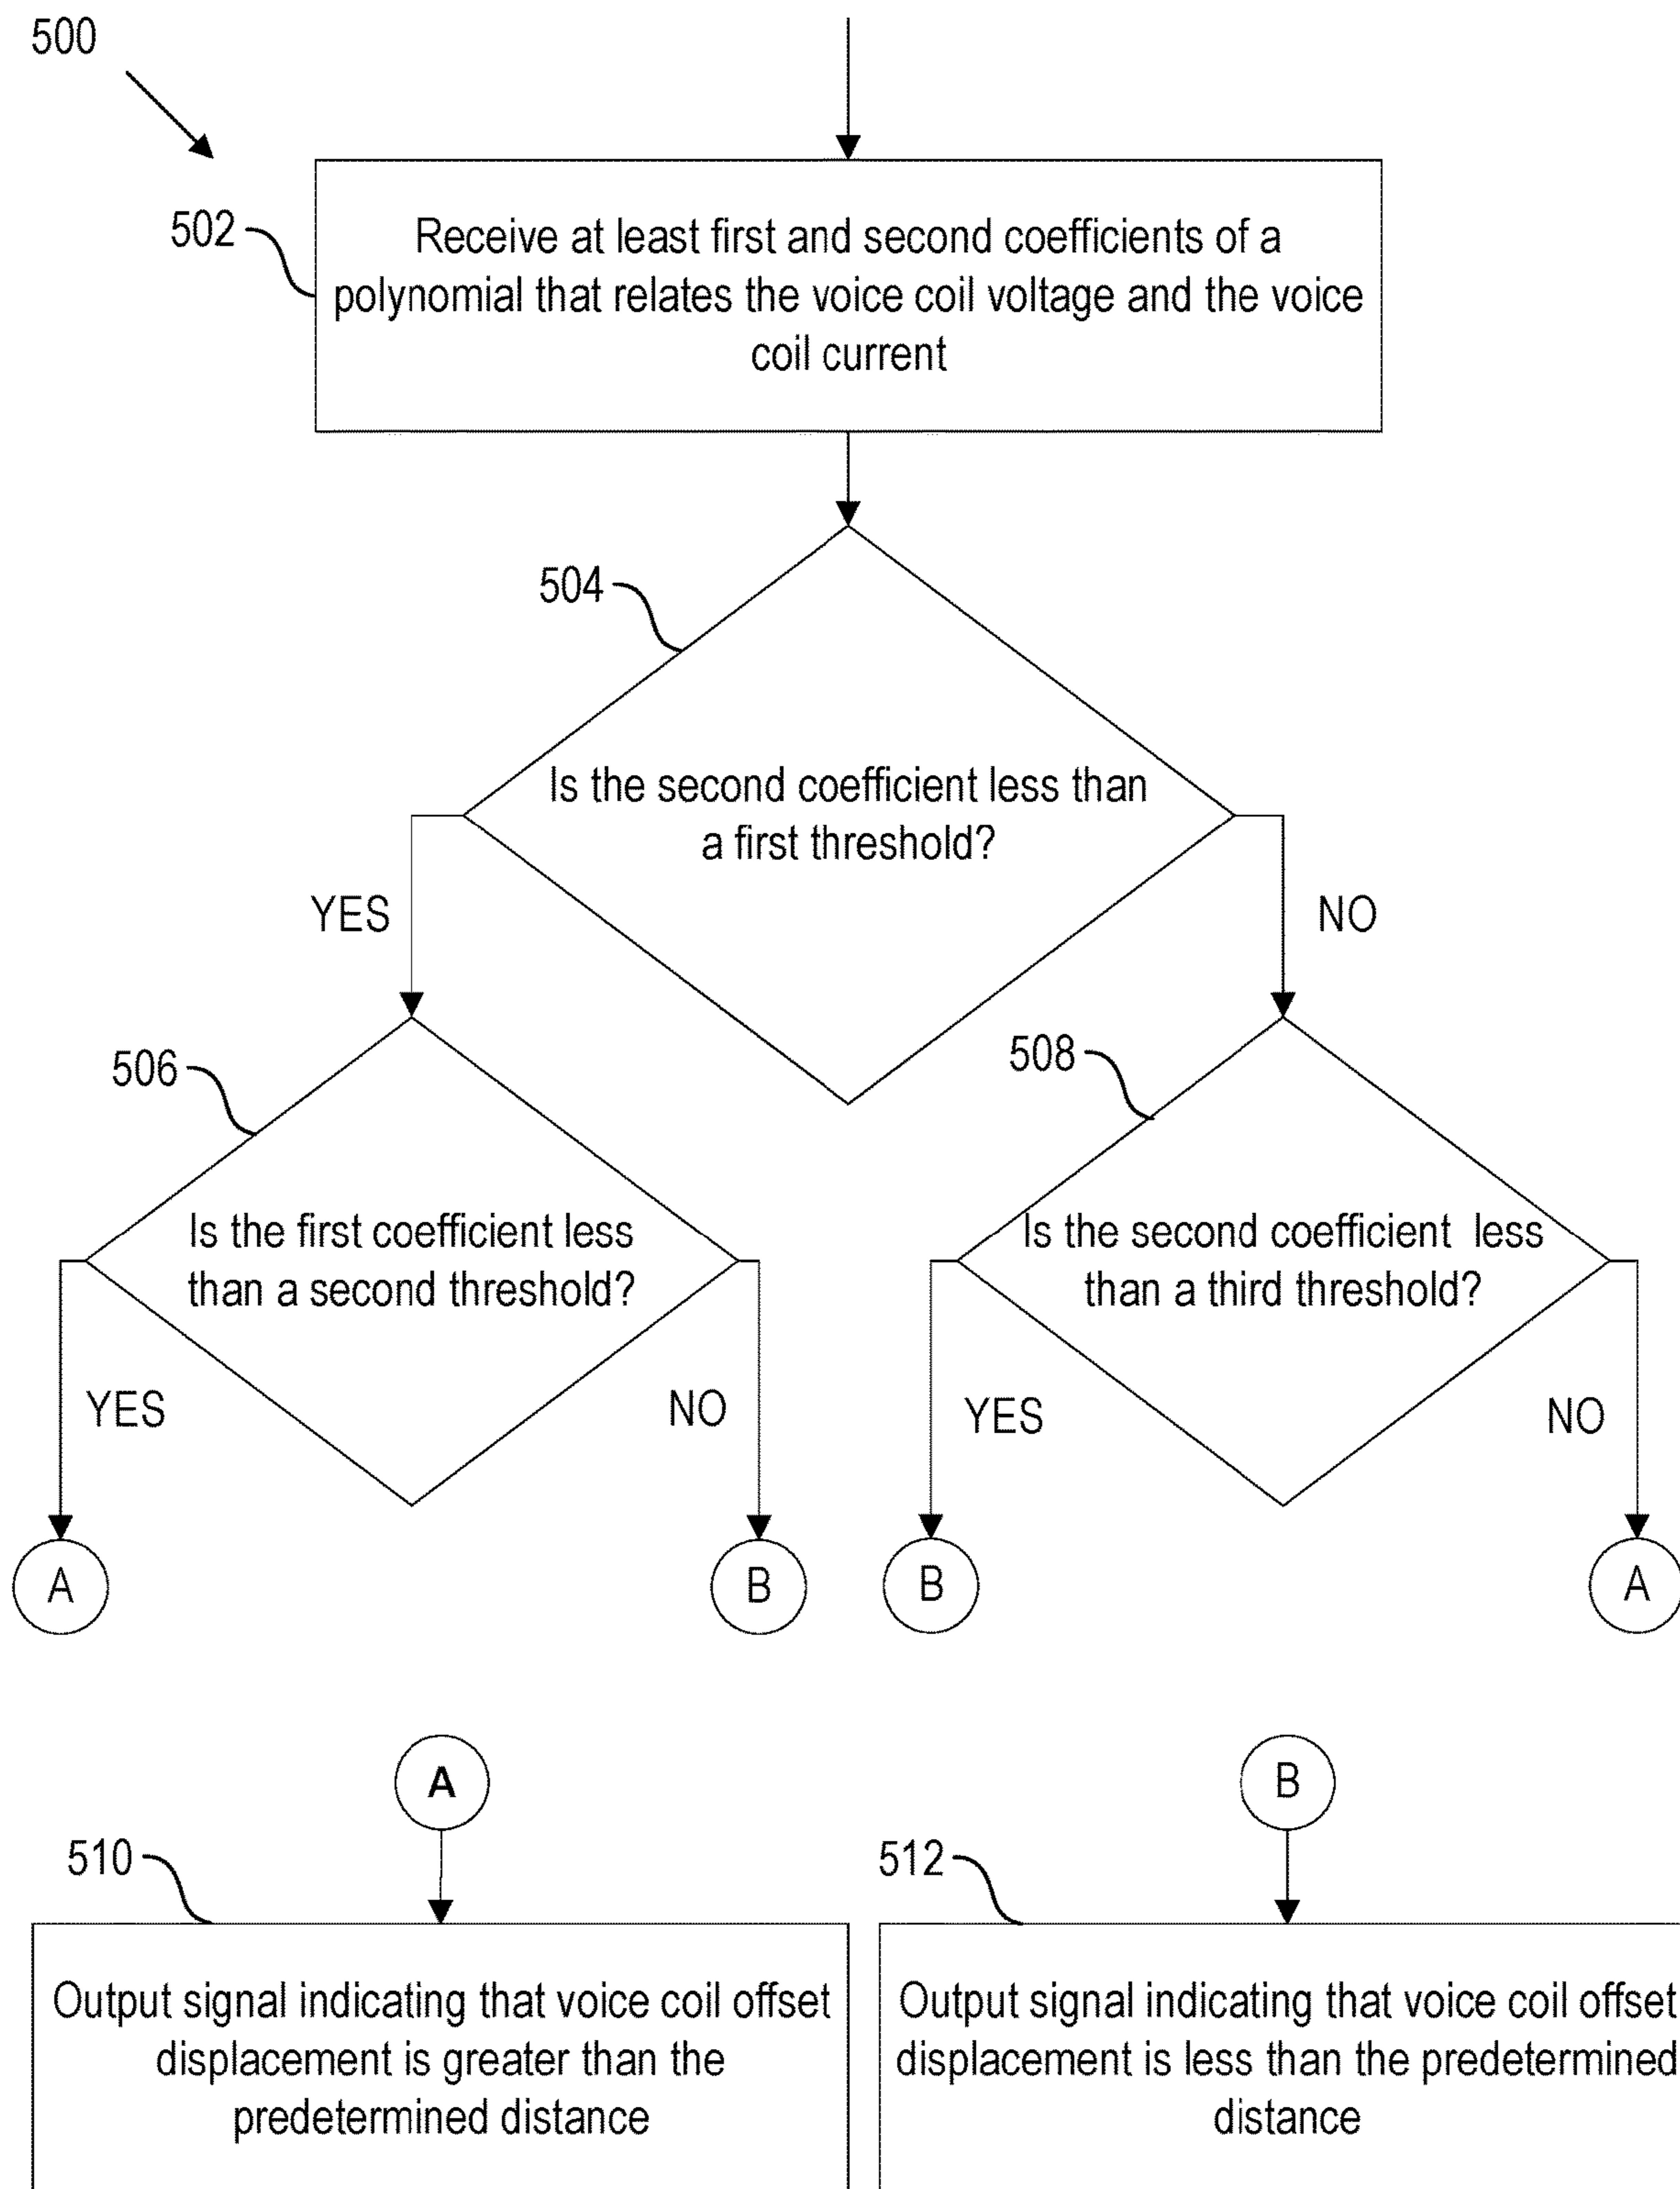 500
502
Receive at least first and second coefficients of a
polynomial that relates the voice coil voltage and the voice
coil current
504
Is the second coefficient less than
a first threshold?
YES
NO
506
508
Is the first coefficient less
than a second threshold?
Is the second coefficient less
than a third threshold?
YES
NO
YES
NO
A
B
B
A
A
B
510
512
Output signal indicating that voice coil offset
displacement is greater than the
predetermined distance
Output signal indicating that voice coil offset
displacement is less than the predetermined
distance